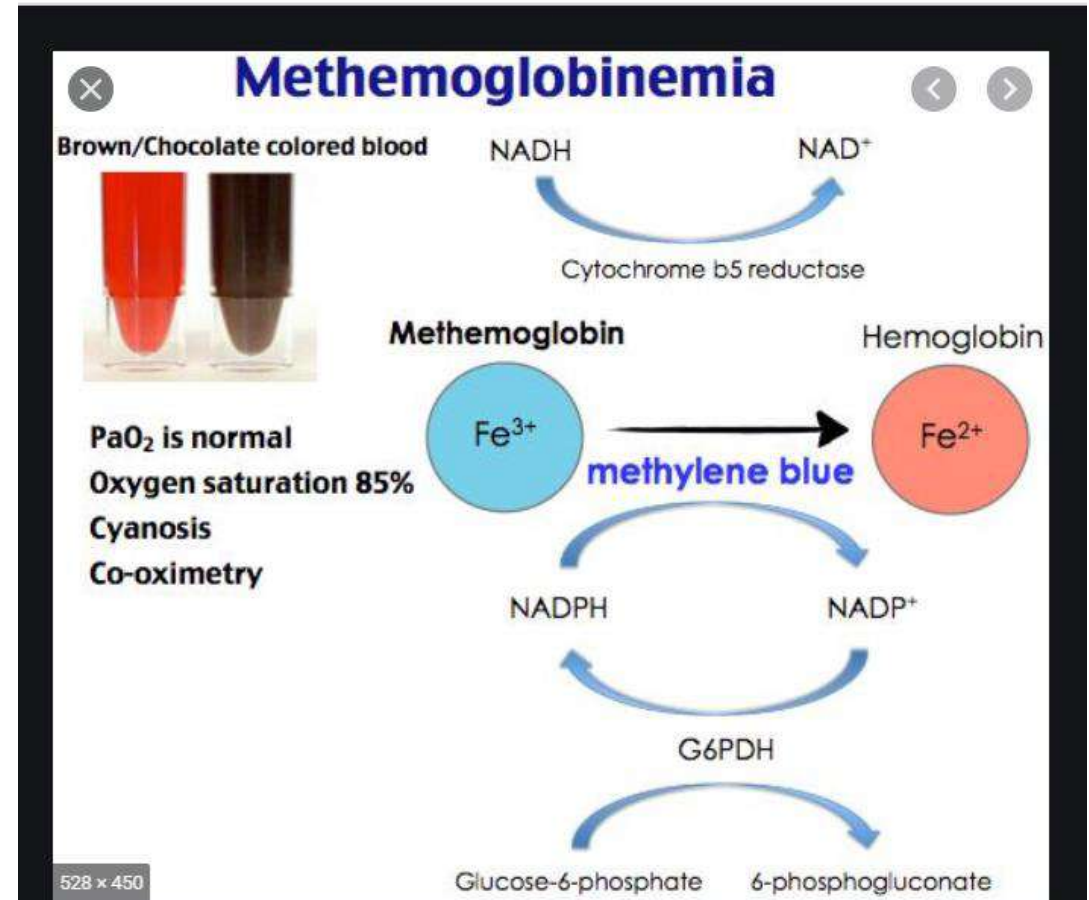 Methemoglobinemia
Brown/Chocolate colored blood
NADH
NAD⁺
Cytochrome b5 reductase
Methemoglobin
Hemoglobin
Fe³⁺
Fe²⁺
methylene blue
PaO₂ is normal
Oxygen saturation 85%
Cyanosis
Co-oximetry
NADPH
NADP⁺
G6PDH
Glucose-6-phosphate
6-phosphogluconate
528 × 450